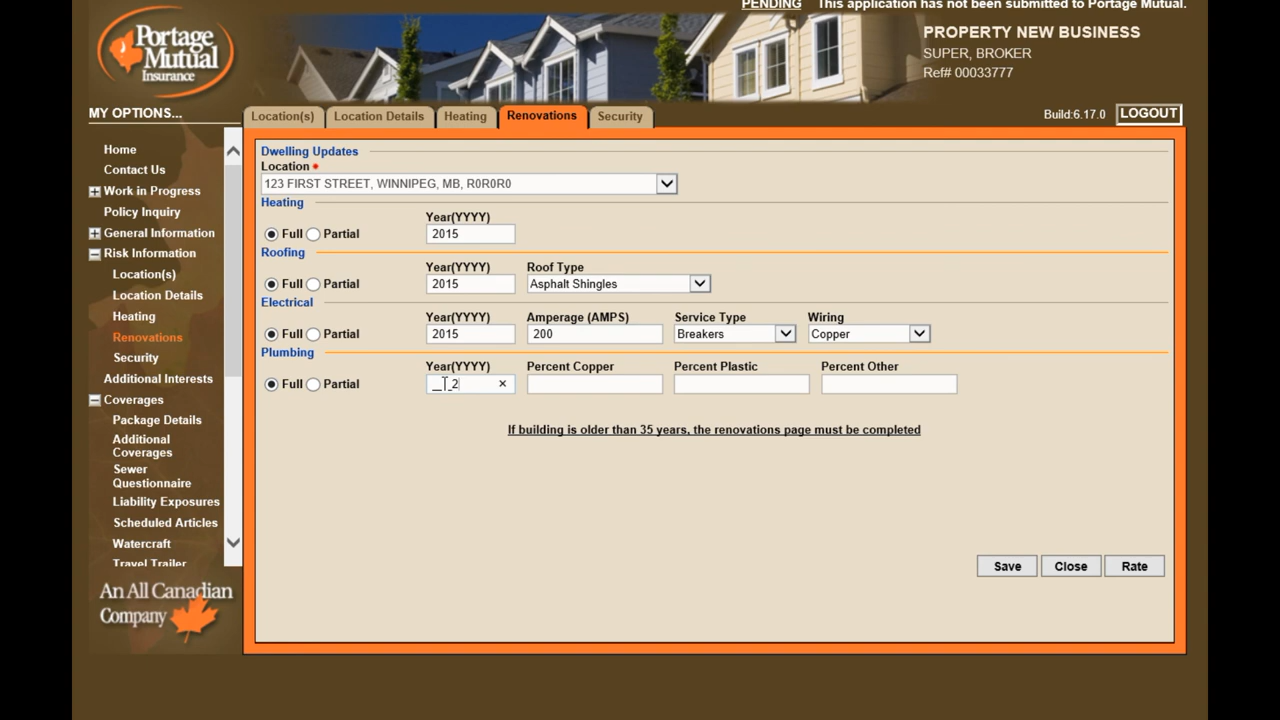 PENDING This application has not been submitted to Portage Mutual.
Portage
Mutual
Insurance
PROPERTY NEW BUSINESS
SUPER, BROKER
Ref# 00033777
MY OPTIONS...
Location(s) Location Details Heating Renovations Security
Build:6.17.0 LOGOUT
Home
Contact Us
Work in Progress
Policy Inquiry
General Information
Risk Information
Location(s)
Location Details
Heating
Renovations
Security
Additional Interests
Coverages
Package Details
Additional
Coverages
Sewer
Questionnaire
Liability Exposures
Scheduled Articles
Watercraft
Travel Trailer
An All Canadian
Company
Dwelling Updates
Location *
123 FIRST STREET, WINNIPEG, MB, R0R0R0
Heating
Year(YYYY)
Full Partial 2015
Roofing
Year(YYYY) Roof Type
Full Partial 2015 Asphalt Shingles
Electrical
Year(YYYY) Amperage (AMPS) Service Type Wiring
Full Partial 2015 200 Breakers Copper
Plumbing
Year(YYYY) Percent Copper Percent Plastic Percent Other
Full Partial ___2
If building is older than 35 years, the renovations page must be completed
Save Close Rate